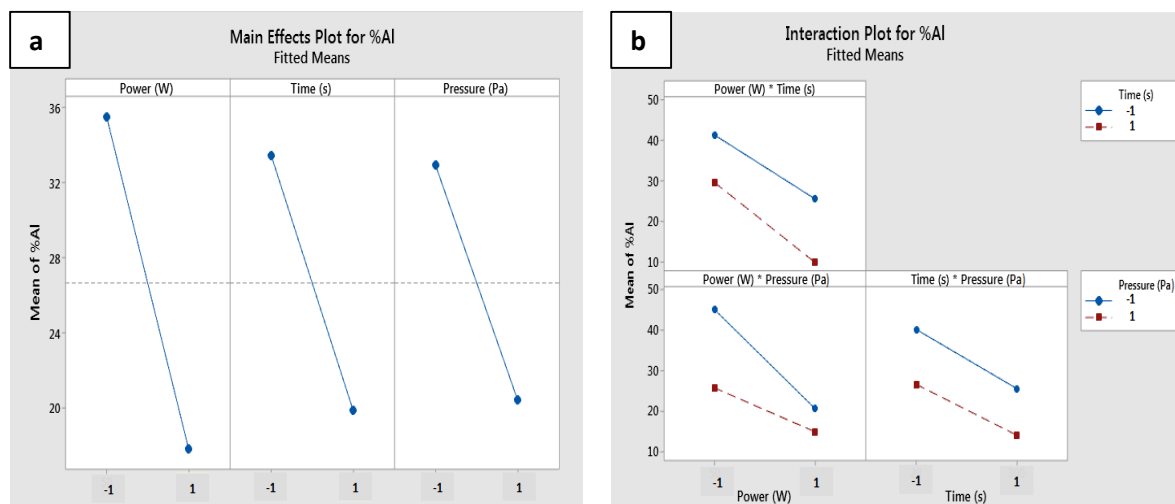 a
Main Effects Plot for %Al
Fitted Means
Power (W) Time (s) Pressure (Pa)
Mean of %Al
36
32
28
24
20
-1 1 -1 1 -1 1
b
Interaction Plot for %Al
Fitted Means
Power (W) * Time (s)
Time (s)
-1
1
50
40
30
20
10
Mean of %Al
Power (W) * Pressure (Pa) Time (s) * Pressure (Pa)
Pressure (Pa)
-1
1
50
40
30
20
10
-1 1 -1 1
Power (W) Time (s)